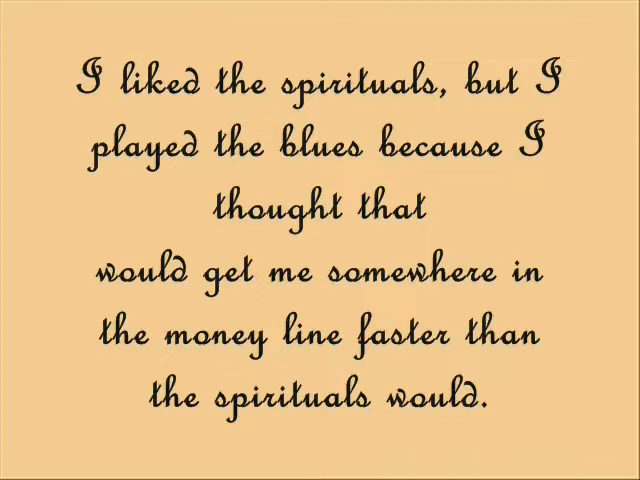 I liked the spirituals, but I
played the blues because I
thought that
would get me somewhere in
the money line faster than
the spirituals would.